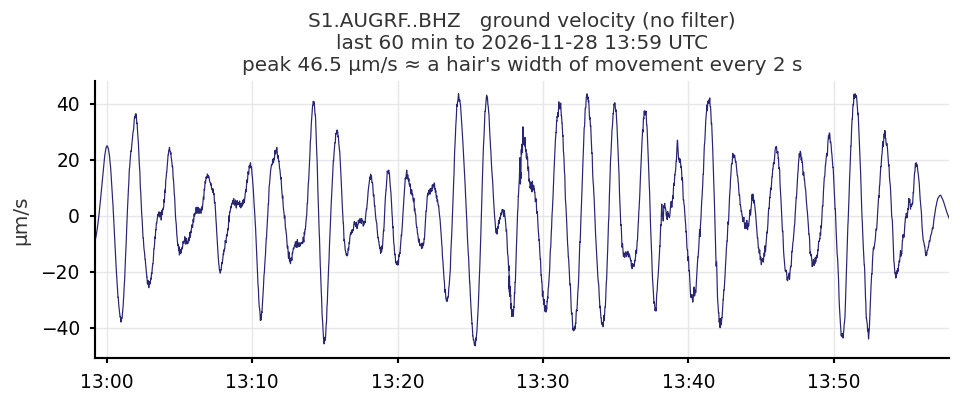 S1.AUGRF..BHZ   ground velocity (no filter)
last 60 min to 2026-11-28 13:59 UTC
peak 46.5 µm/s ≈ a hair's width of movement every 2 s
µm/s
40
20
0
−20
−40
13:00 13:10 13:20 13:30 13:40 13:50